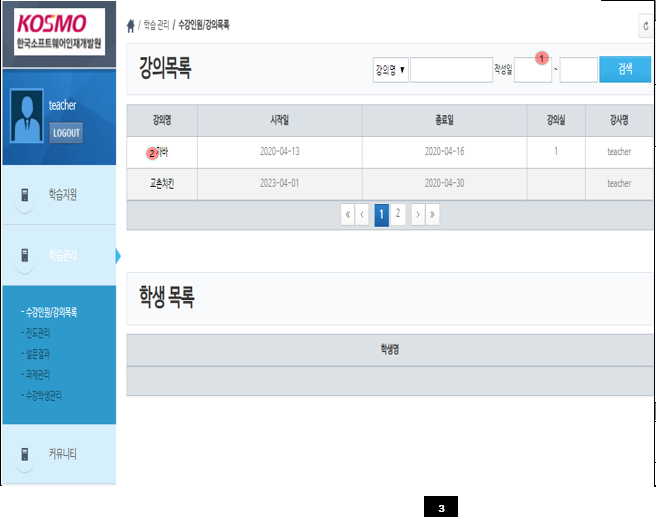 KOSMO
한국소프트웨어인재개발원
/ 학습 관리 / 수강인원/강의목록
teacher
LOGOUT
학습지원
학습관리
- 수강인원/강의목록
- 진도관리
- 설문결과
- 과제관리
- 수강학생관리
커뮤니티
강의목록
강의명 ▼ 작성일 1 ~ 검색
강의명 시작일 종료일 강의실 강사명
2 바 2020-04-13 2020-04-16 1 teacher
교촌치킨 2023-04-01 2020-04-30 teacher
« ‹ 1 2 › »
학생 목록
학생명
3